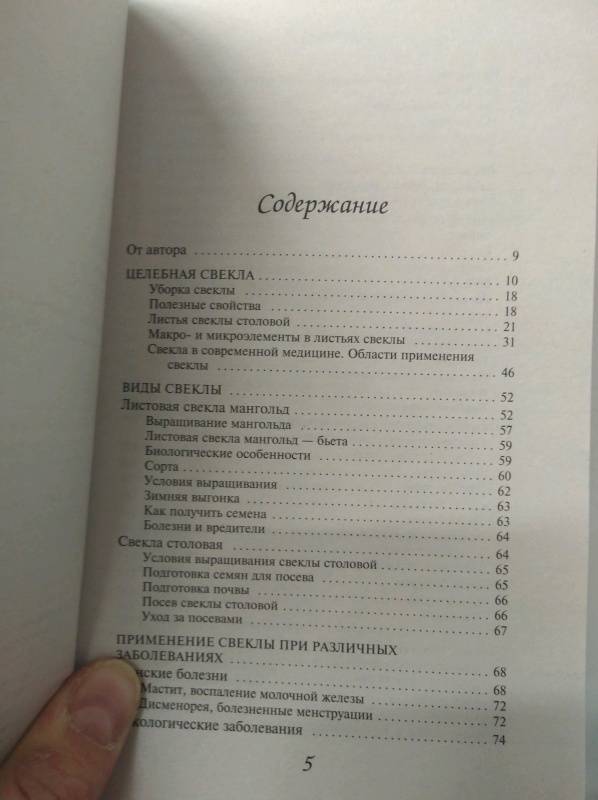 Содержание
От автора 9
ЦЕЛЕБНАЯ СВЕКЛА 10
Уборка свеклы 18
Полезные свойства 18
Листья свеклы столовой 21
Макро- и микроэлементы в листьях свеклы 31
Свекла в современной медицине. Области применения
свеклы 46
ВИДЫ СВЕКЛЫ 52
Листовая свекла мангольд 52
Выращивание мангольда 57
Листовая свекла мангольд — бьета 59
Биологические особенности 59
Сорта 60
Условия выращивания 62
Зимняя выгонка 63
Как получить семена 63
Болезни и вредители 64
Свекла столовая 64
Условия выращивания свеклы столовой 65
Подготовка семян для посева 65
Подготовка почвы 66
Посев свеклы столовой 66
Уход за посевами 67
ПРИМЕНЕНИЕ СВЕКЛЫ ПРИ РАЗЛИЧНЫХ
ЗАБОЛЕВАНИЯХ 68
нские болезни 68
Мастит, воспаление молочной железы 72
Дисменорея, болезненные менструации 72
кологические заболевания 74
5